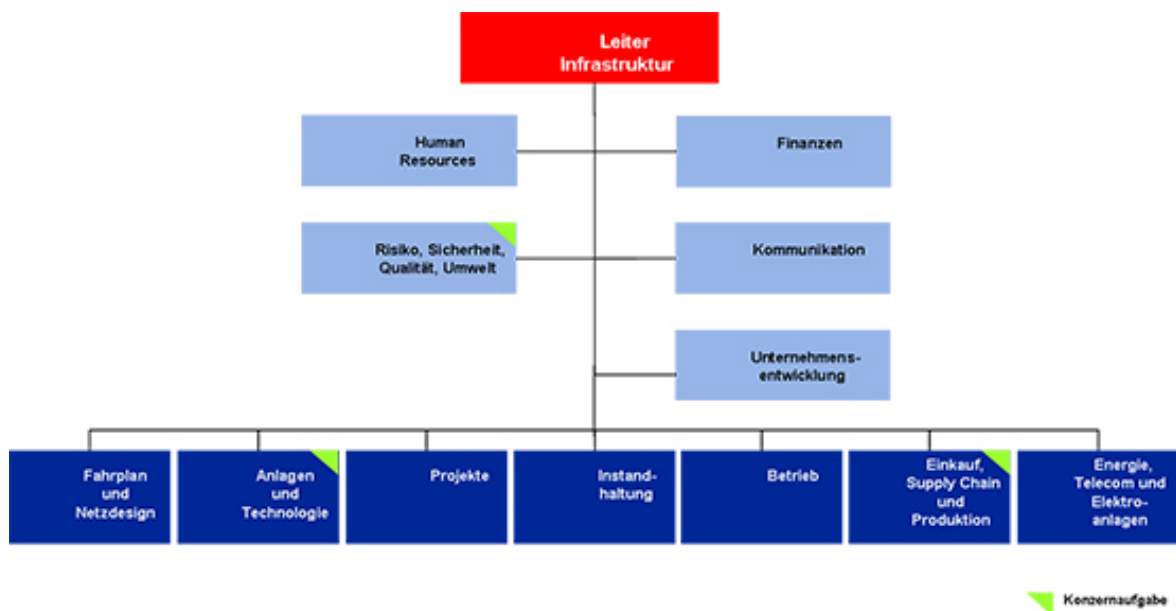 Leiter
Infrastruktur
Human
Resources
Finanzen
Risiko, Sicherheit,
Qualität, Umwelt
Kommunikation
Unternehmens-
entwicklung
Fahrplan
und
Netzdesign
Anlagen
und
Technologie
Projekte
Instand-
haltung
Betrieb
Einkauf,
Supply Chain
und
Produktion
Energie,
Telecom und
Elektro-
anlagen
Konzernaufgabe